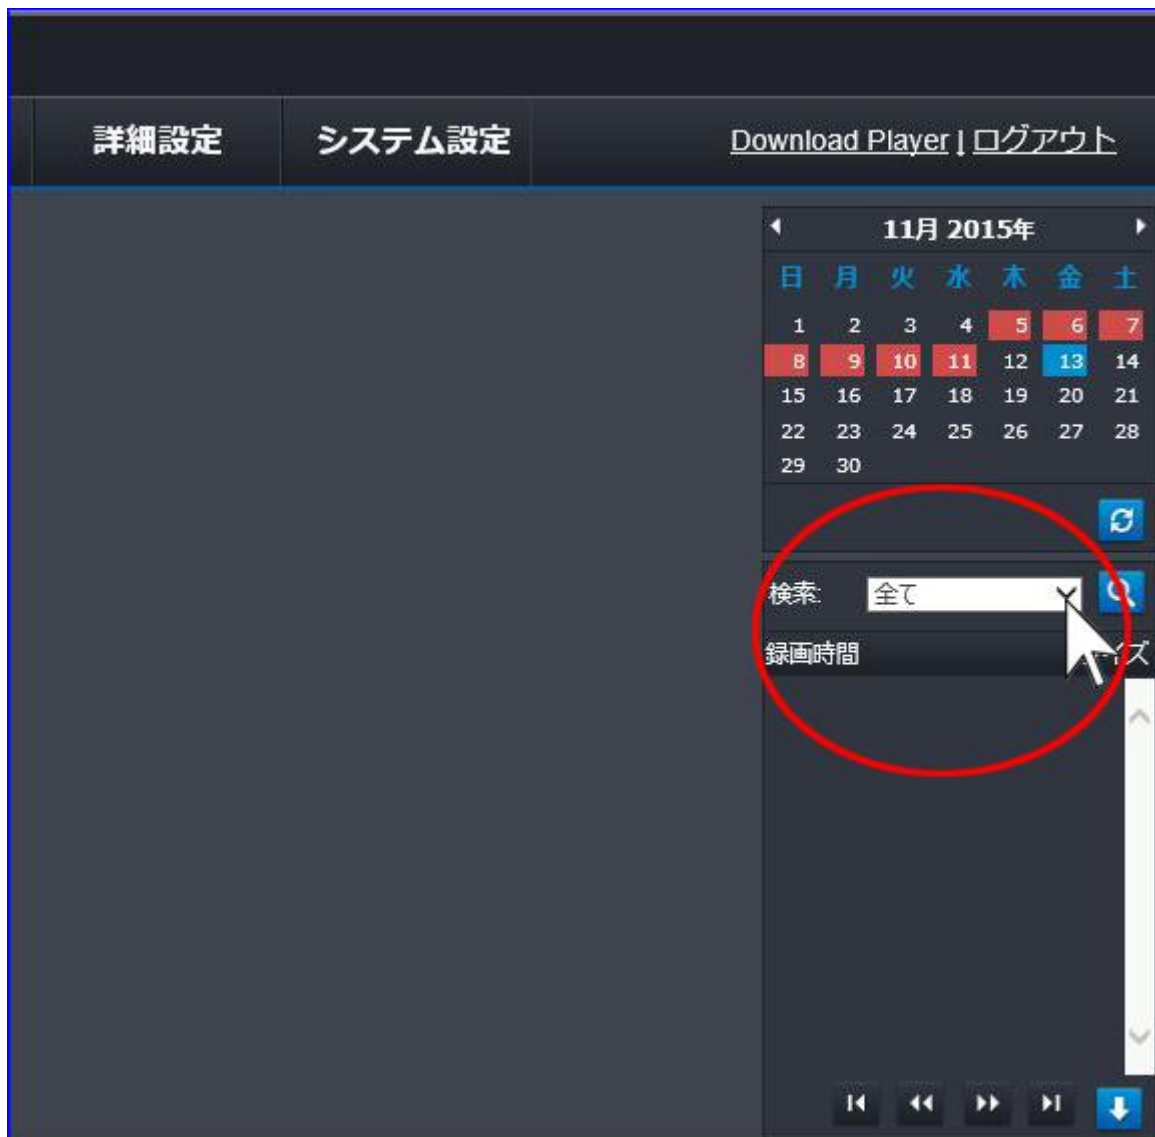 詳細設定 システム設定 Download Player | ログアウト
11月 2015年
日 月 火 水 木 金 土
1 2 3 4 5 6 7
8 9 10 11 12 13 14
15 16 17 18 19 20 21
22 23 24 25 26 27 28
29 30
検索: 全て
録画時間